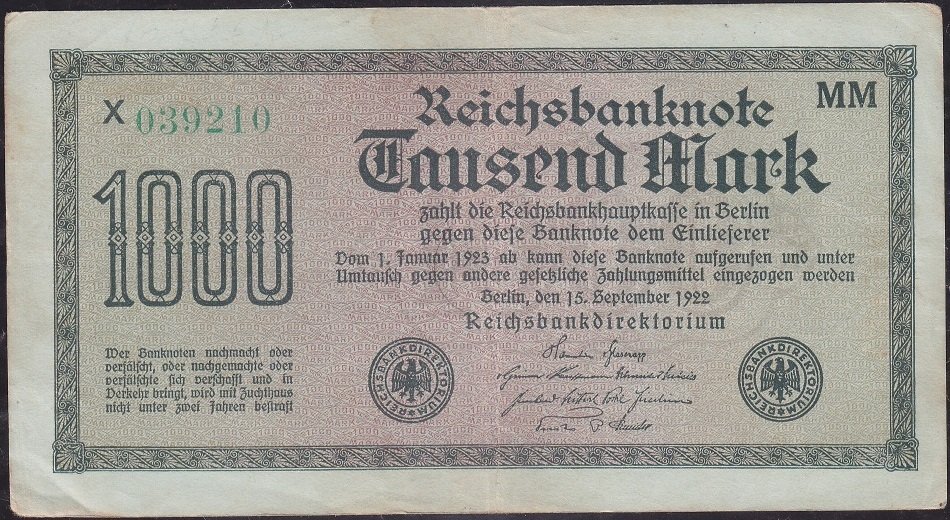 X 039210
MM
Reichsbanknote
Tausend Mark
1000
zahlt die Reichsbankhauptkasse in Berlin
gegen diese Banknote dem Einlieferer
Vom 1. Januar 1923 ab kann diese Banknote aufgerufen und unter
Umtausch gegen andere gesetzliche Zahlungsmittel eingezogen werden
Berlin, den 15. September 1922
Reichsbankdirektorium
Wer Banknoten nachmacht oder
verfälscht, oder nachgemachte oder
verfälschte sich verschafft und in
Verkehr bringt, wird mit Zuchthaus
nicht unter zwei Jahren bestraft
REICHSBANKDIREKTORIUM
REICHSBANKDIREKTORIUM